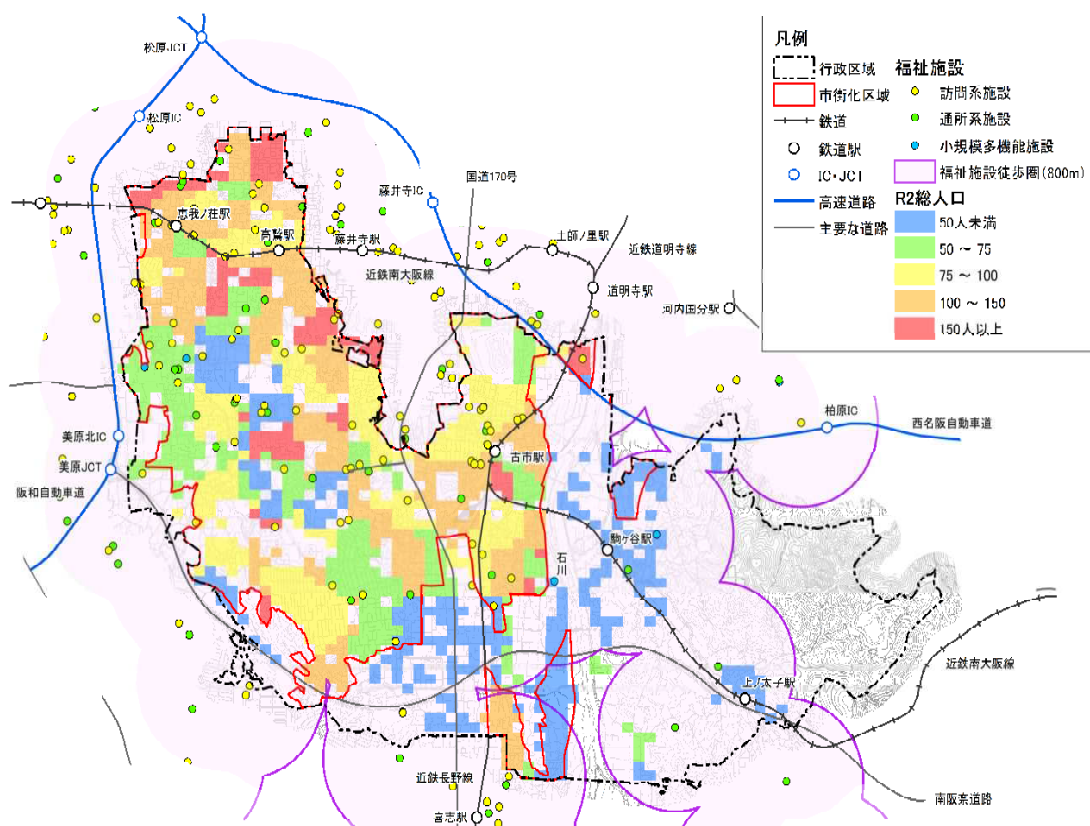 凡例
行政区域
市街化区域
鉄道
鉄道駅
IC・JCT
高速道路
主要な道路
福祉施設
訪問系施設
通所系施設
小規模多機能施設
福祉施設徒歩圏(800m)
R2総人口
50人未満
50 ～ 75
75 ～ 100
100 ～ 150
150人以上
松原JCT
松原IC
国道170号
藤井寺IC
恵我ノ荘駅
高鷲駅
藤井寺駅
土師ノ里駅
近鉄道明寺線
近鉄南大阪線
道明寺駅
河内国分駅
柏原IC
西名阪自動車道
美原北IC
美原JCT
古市駅
阪和自動車道
駒ヶ谷駅
石川
近鉄南大阪線
上ノ太子駅
近鉄長野線
南阪奈道路
喜志駅